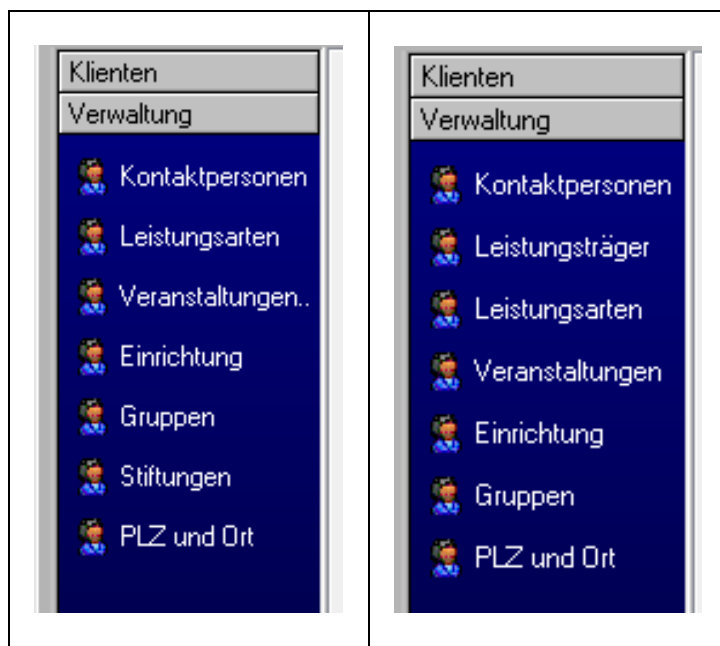 Klienten
Verwaltung
Kontaktpersonen
Leistungsarten
Veranstaltungen..
Einrichtung
Gruppen
Stiftungen
PLZ und Ort
Klienten
Verwaltung
Kontaktpersonen
Leistungsträger
Leistungsarten
Veranstaltungen
Einrichtung
Gruppen
PLZ und Ort